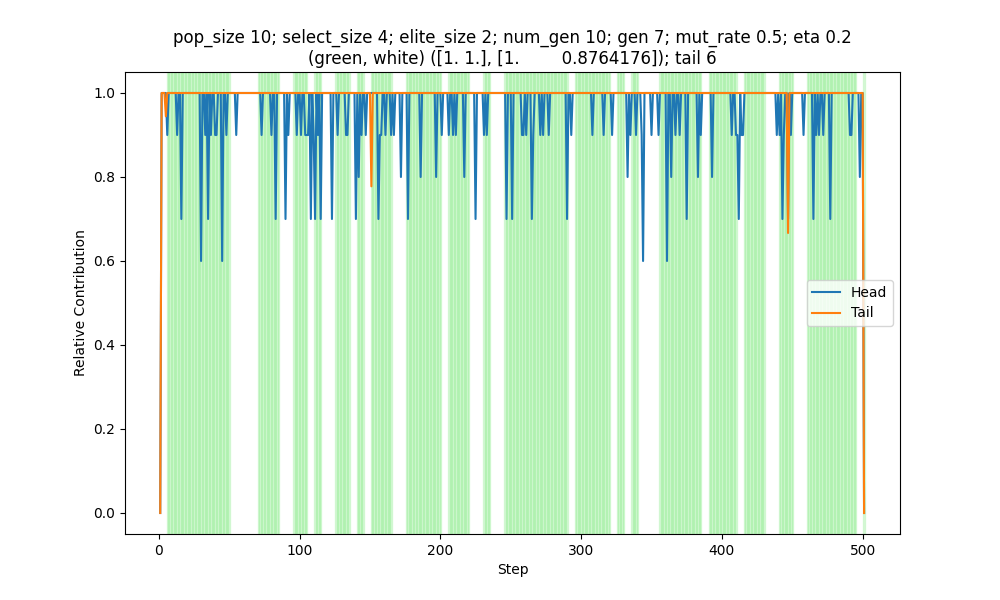 pop_size 10; select_size 4; elite_size 2; num_gen 10; gen 7; mut_rate 0.5; eta 0.2
(green, white) ([1. 1.], [1.         0.8764176]); tail 6
1.0
0.8
0.6
0.4
0.2
0.0
Relative Contribution
Head
Tail
0
100
200
300
400
500
Step